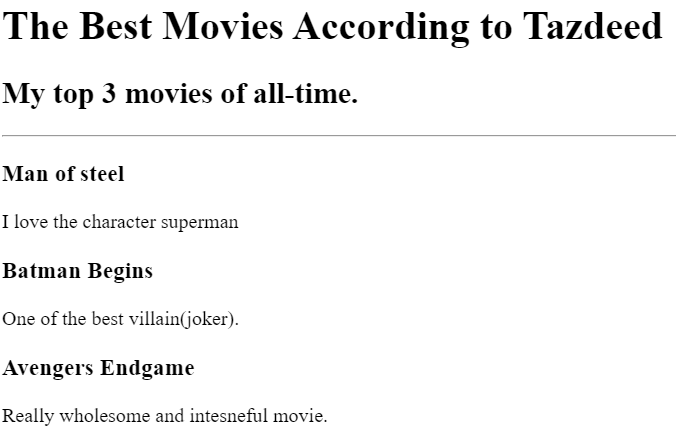 The Best Movies According to Tazdeed
My top 3 movies of all-time.
Man of steel
I love the character superman
Batman Begins
One of the best villain(joker).
Avengers Endgame
Really wholesome and intesneful movie.